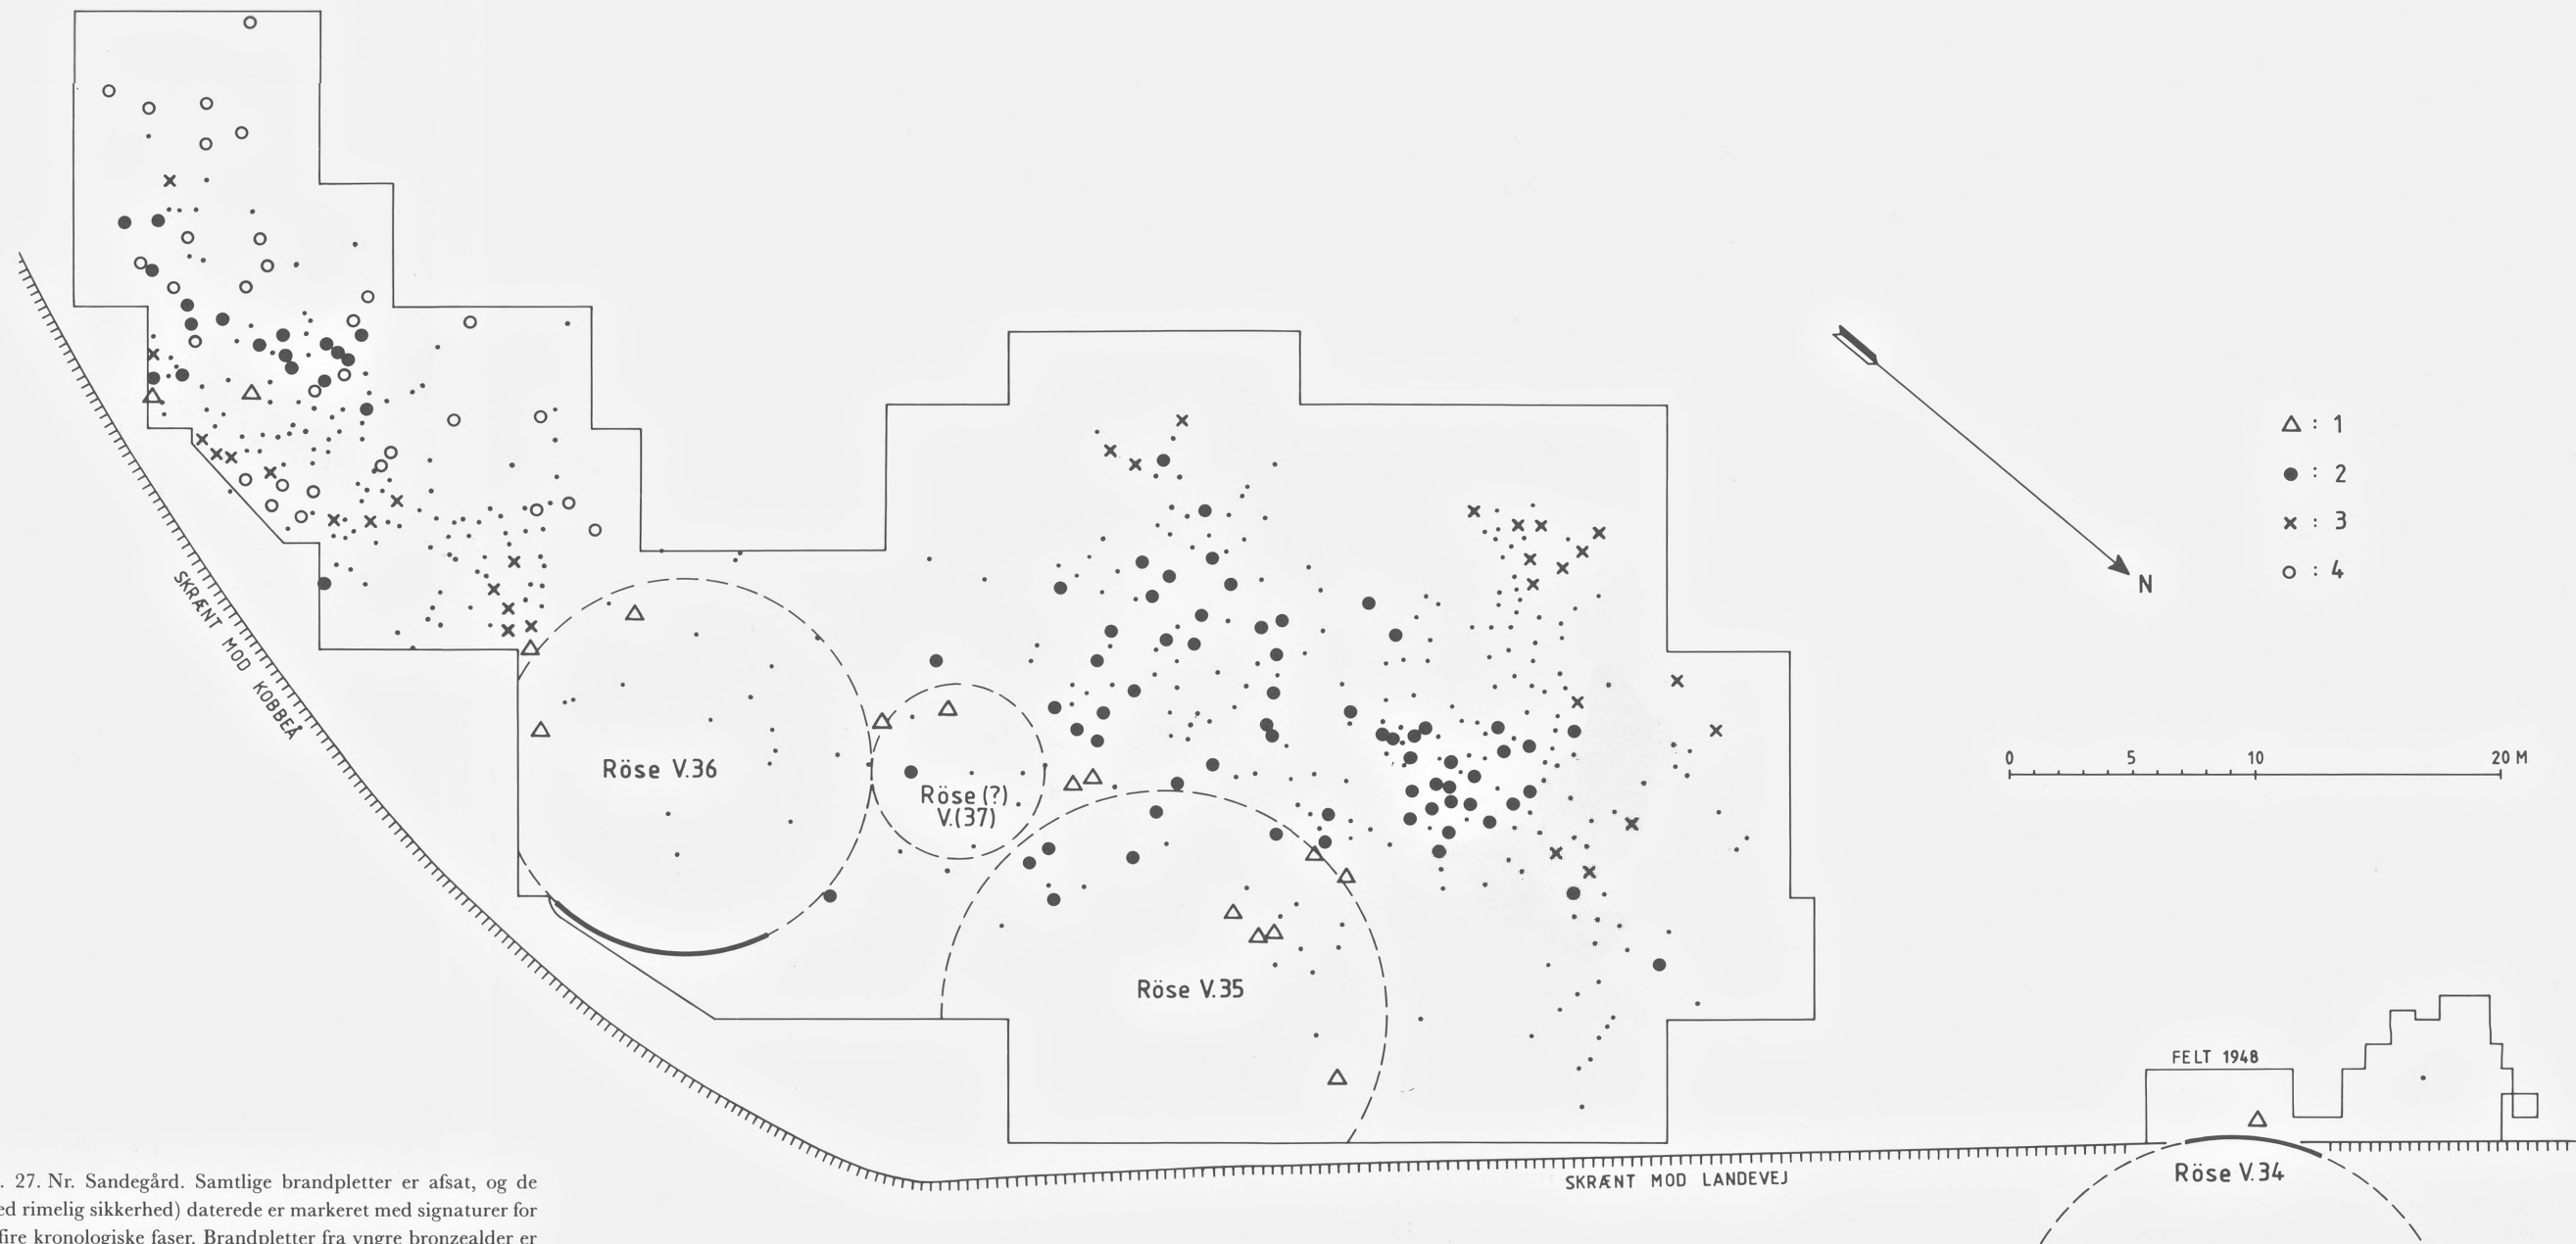 SKRÆNT MOD KOBBEÅ
Röse V.36
Röse (?)
V.(37)
Röse V.35
N
△ : 1
● : 2
× : 3
○ : 4
0 5 10 20 M
FELT 1948
Röse V.34
SKRÆNT MOD LANDEVEJ
. 27. Nr. Sandegård. Samtlige brandpletter er afsat, og de
rimelig sikkerhed) daterede er markeret med signaturer for
fire kronologiske faser. Brandpletter fra yngre bronzealder er